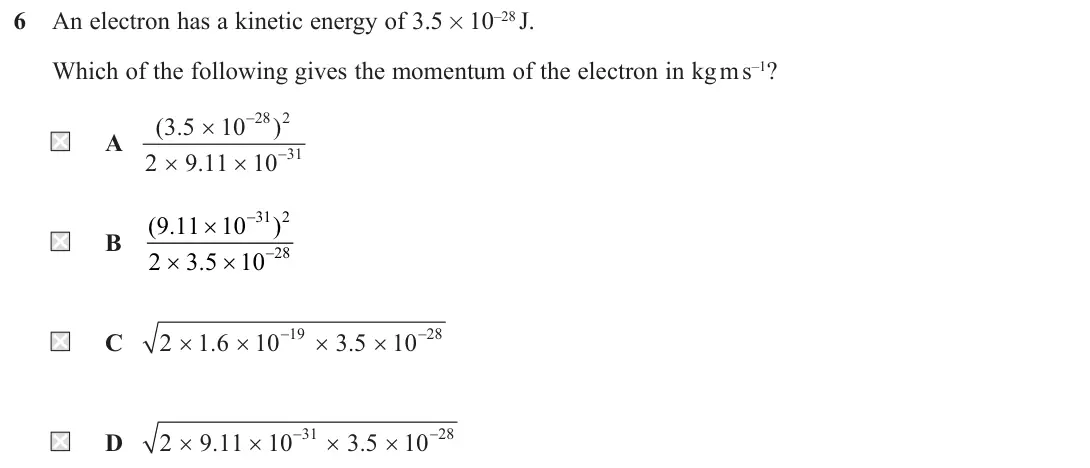 6 An electron has a kinetic energy of 3.5 × 10⁻²⁸ J.
Which of the following gives the momentum of the electron in kg m s⁻¹?
A (3.5 × 10⁻²⁸)² / 2 × 9.11 × 10⁻³¹
B (9.11 × 10⁻³¹)² / 2 × 3.5 × 10⁻²⁸
C √2 × 1.6 × 10⁻¹⁹ × 3.5 × 10⁻²⁸
D √2 × 9.11 × 10⁻³¹ × 3.5 × 10⁻²⁸